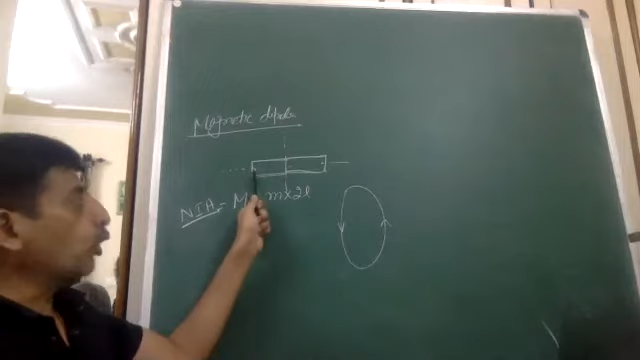 Magnetic dipole
NIA = M = m×2l